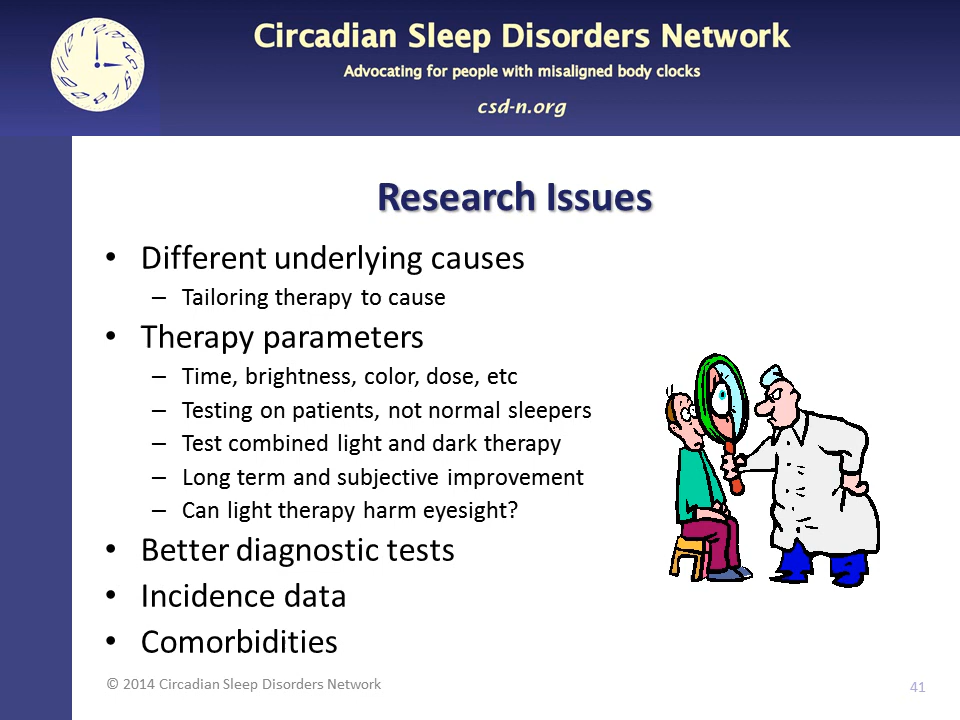 Circadian Sleep Disorders Network
Advocating for people with misaligned body clocks
csd-n.org
Research Issues
• Different underlying causes
– Tailoring therapy to cause
• Therapy parameters
– Time, brightness, color, dose, etc
– Testing on patients, not normal sleepers
– Test combined light and dark therapy
– Long term and subjective improvement
– Can light therapy harm eyesight?
• Better diagnostic tests
• Incidence data
• Comorbidities
© 2014 Circadian Sleep Disorders Network
41